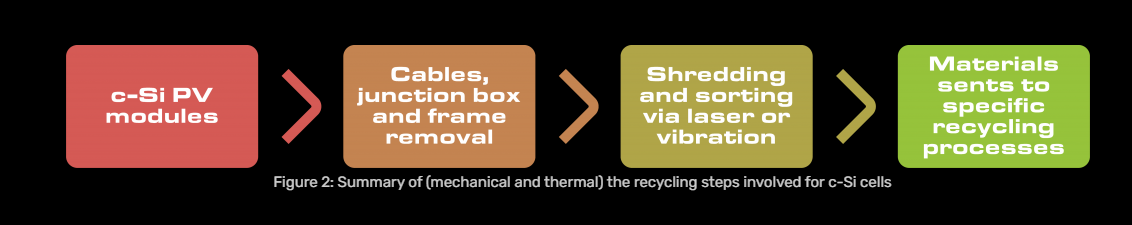 c-Si PV
modules
Cables,
junction box
and frame
removal
Shredding
and sorting
via laser or
vibration
Materials
sents to
specific
recycling
processes
Figure 2: Summary of (mechanical and thermal) the recycling steps involved for c-Si cells